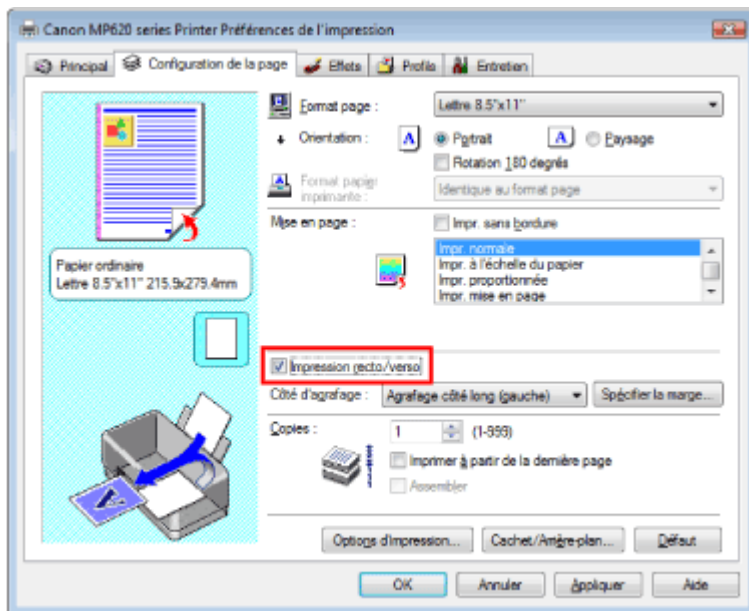 Canon MP620 series Printer Préférences de l'impression
Principal Configuration de la page Effets Profils Entretien
Format page : Lettre 8.5"x11"
Orientation : A Portrait A Paysage
Rotation 180 degrés
Format papier imprimante : Identique au format page
Mise en page : Impr. sans bordure
Impr. normale
Impr. à l'échelle du papier
Impr. proportionnée
Impr. mise en page
Papier ordinaire
Lettre 8.5"x11" 215.9x279.4mm
Impression recto/verso
Côté d'agrafage : Agrafage côté long (gauche) Spécifier la marge...
Copies : 1 (1-999)
Imprimer à partir de la dernière page
Assembler
Options d'impression... Cachet/Arrière-plan... Défaut
OK Annuler Appliquer Aide